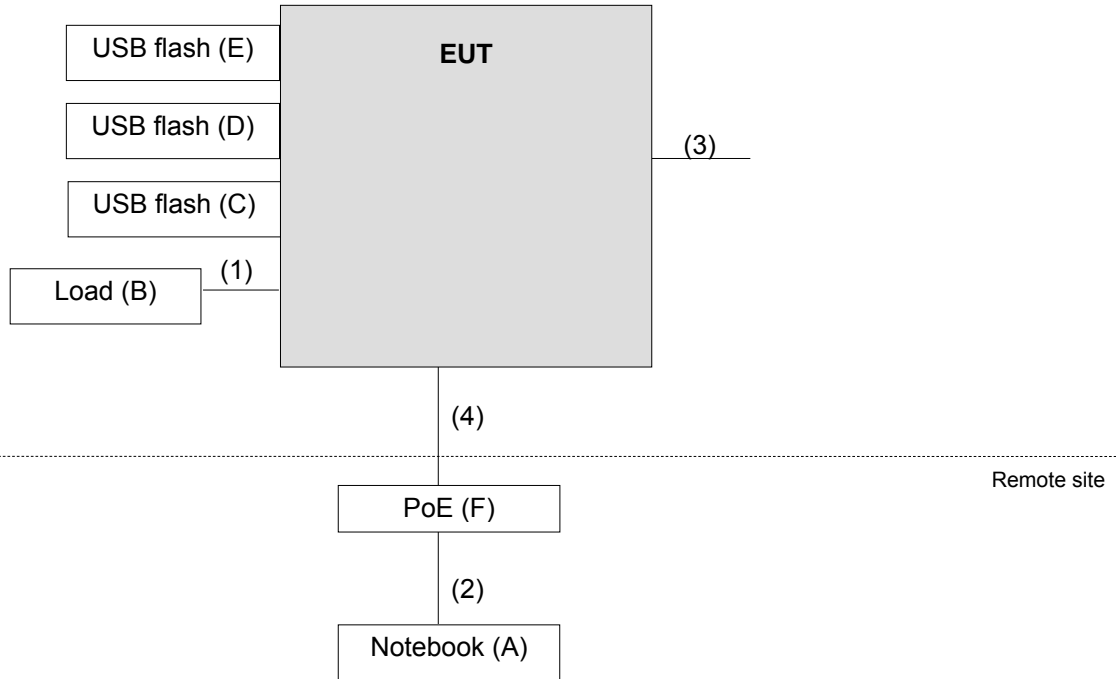 USB flash (E)
EUT
USB flash (D)
(3)
USB flash (C)
(1)
Load (B)
(4)
Remote site
PoE (F)
(2)
Notebook (A)